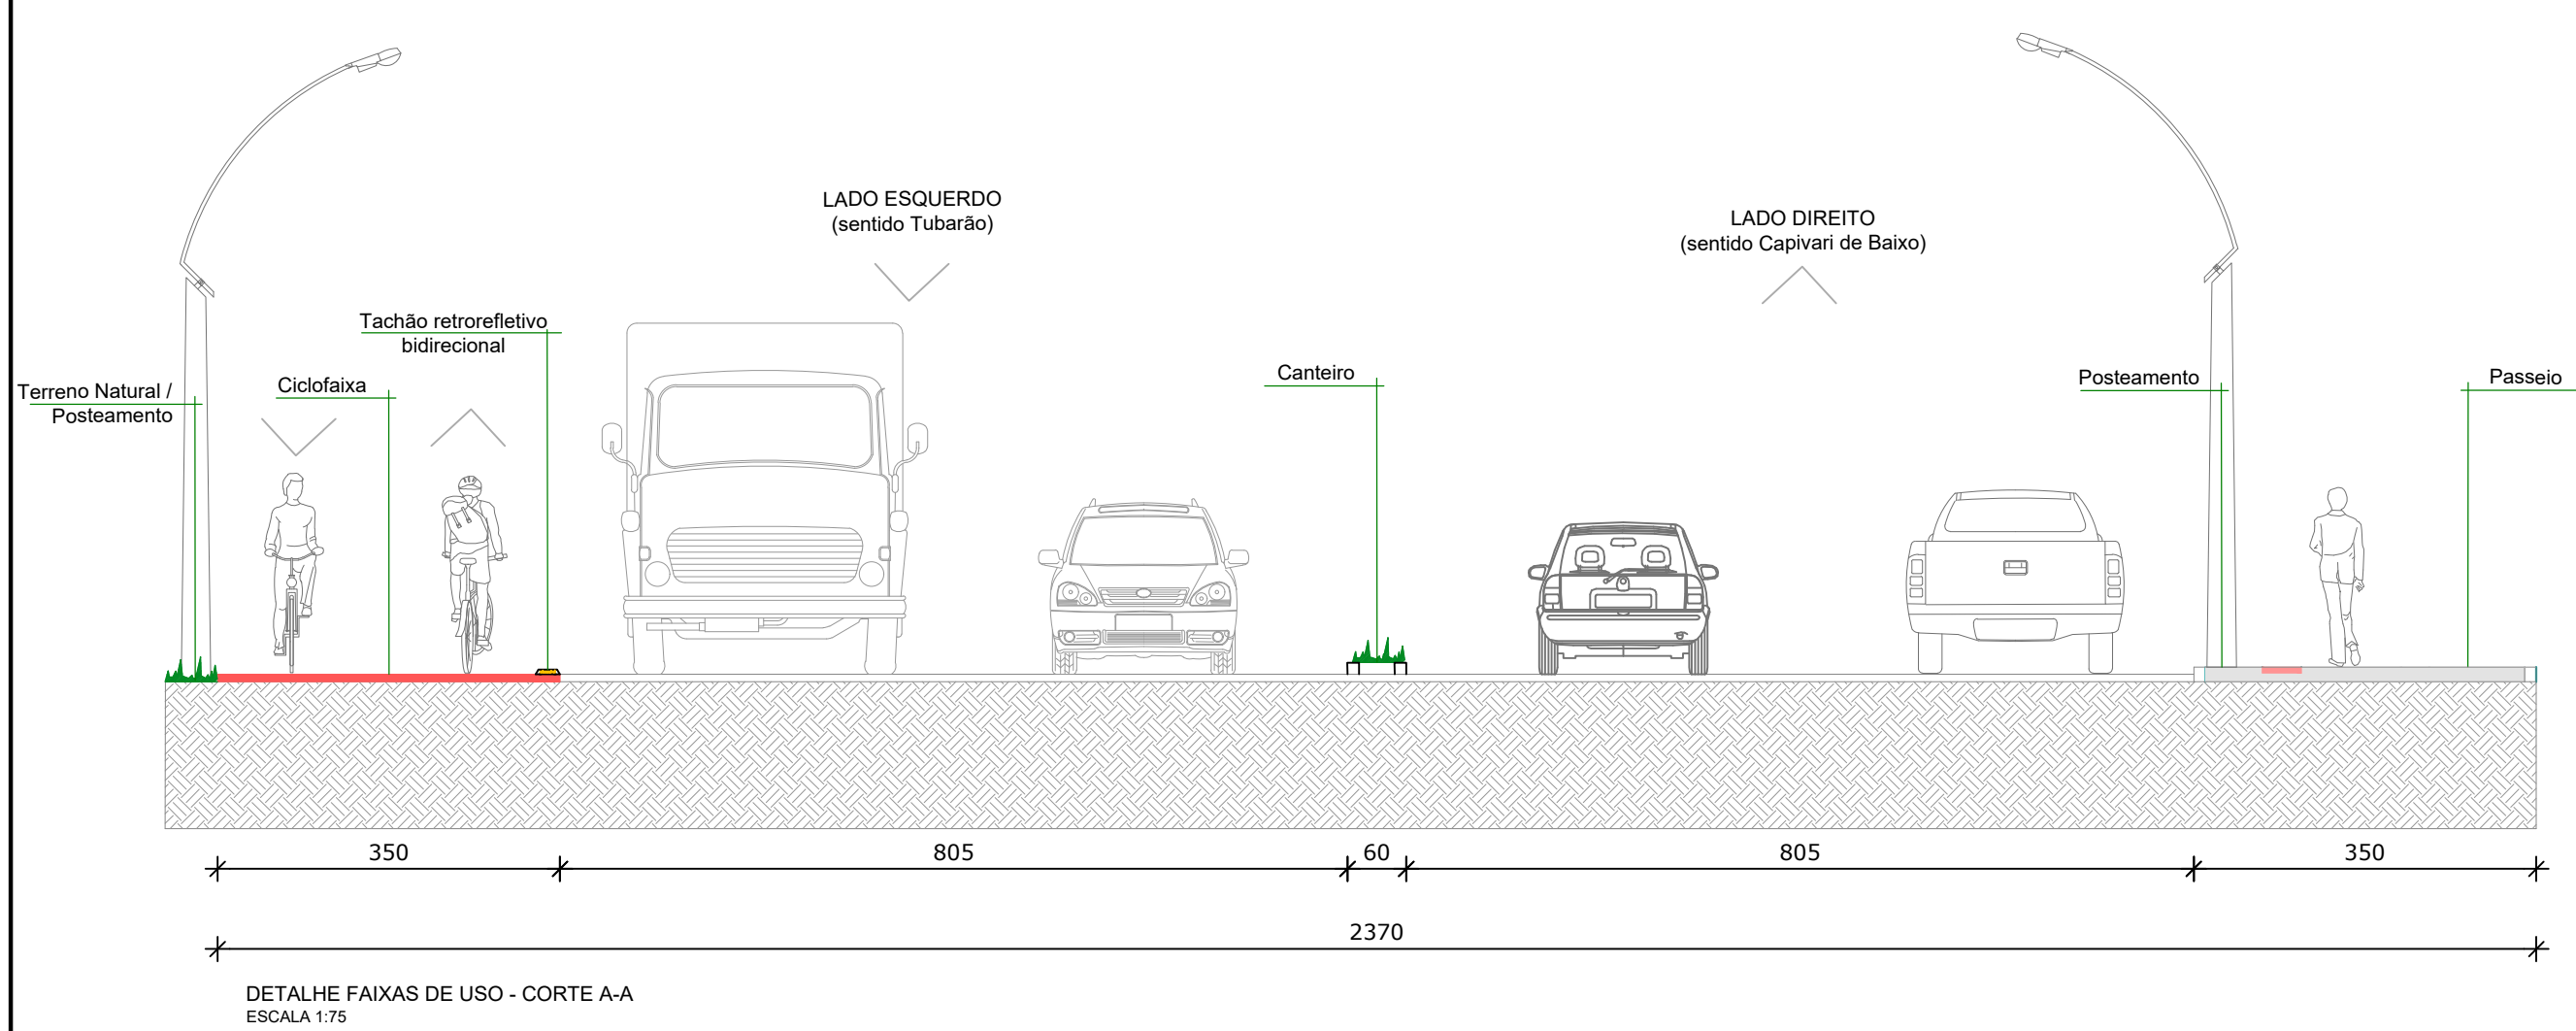 LADO ESQUERDO
(sentido Tubarão)
LADO DIREITO
(sentido Capivari de Baixo)
Tachão retrorefletivo
bidirecional
Terreno Natural /
Posteamento
Ciclofaixa
Canteiro
Posteamento
Passeio
350
805
60
805
350
2370
DETALHE FAIXAS DE USO - CORTE A-A
ESCALA 1:75